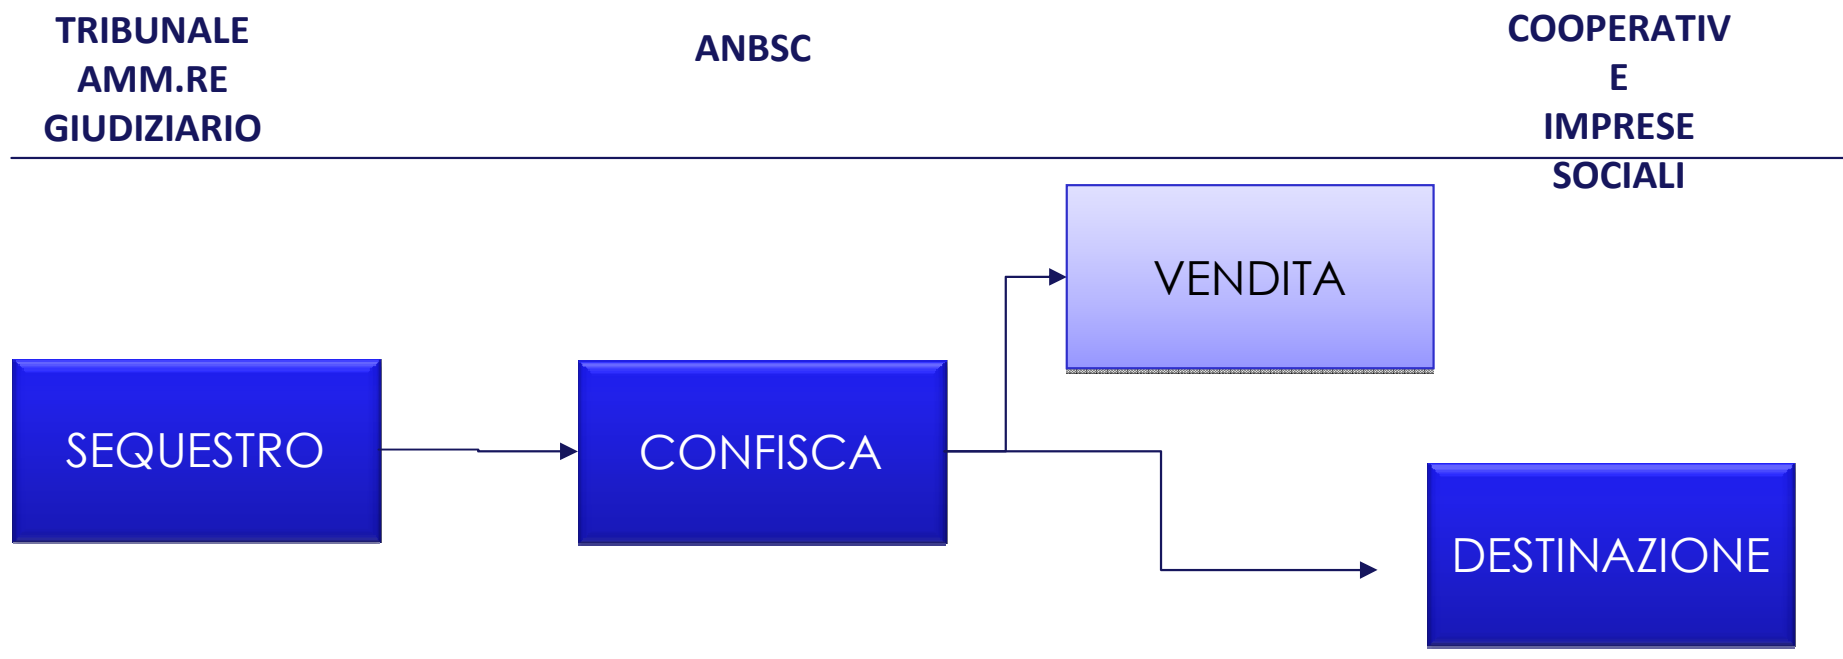 TRIBUNALE
AMM.RE
GIUDIZIARIO
ANBSC
COOPERATIV
E
IMPRESE
SOCIALI
VENDITA
SEQUESTRO
CONFISCA
DESTINAZIONE